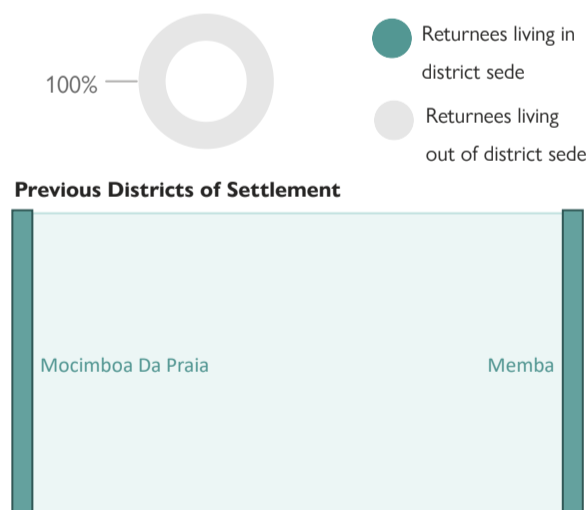 100%
Returnees living in
district sede
Returnees living
out of district sede
Previous Districts of Settlement
Mocimboa Da Praia
Memba